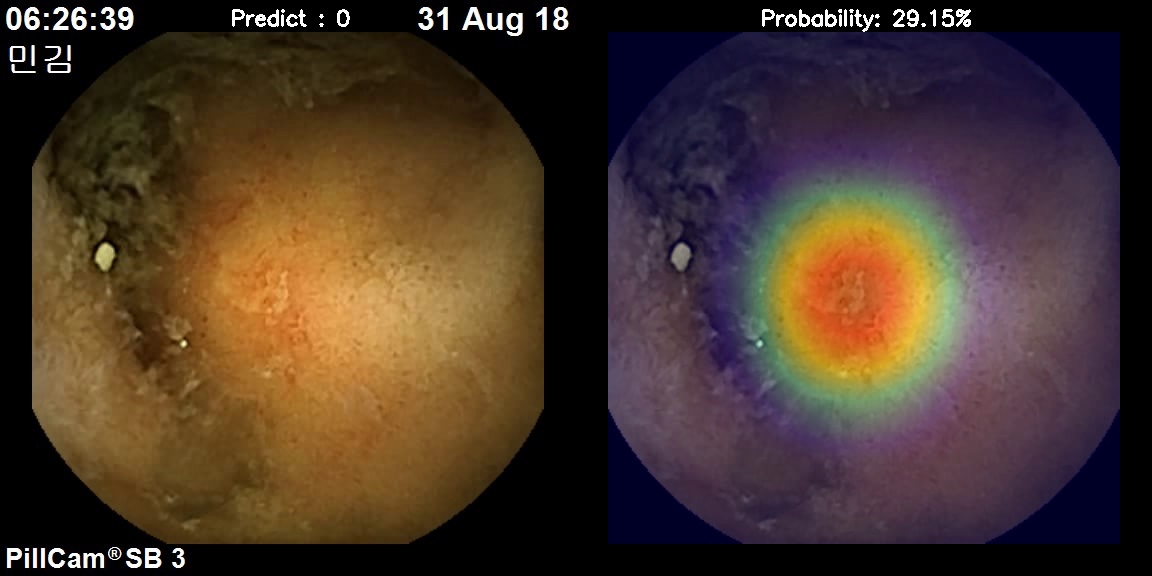 06:26:39
Predict : 0
31 Aug 18
Probability: 29.15%
민김
PillCam® SB 3